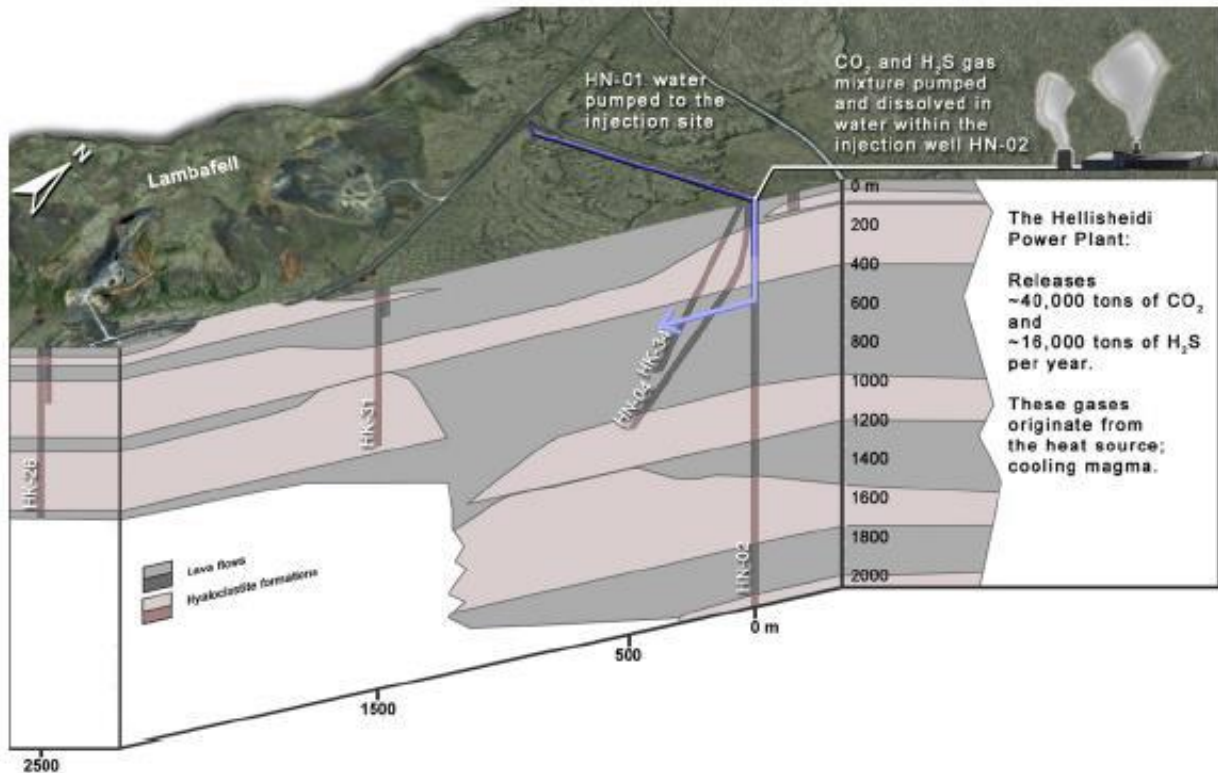 HN-01 water
pumped to the
injection site
CO₂ and H₂S gas
mixture pumped
and dissolved in
water within the
injection well HN-02
N
Lambafell
0 m
200
400
600
800
1000
1200
1400
1600
1800
2000
The Hellisheidi
Power Plant:
Releases
~40,000 tons of CO₂
and
~16,000 tons of H₂S
per year.
These gases
originate from
the heat source;
cooling magma.
HK-34
HN-04
HK-31
HK-26
HN-02
Lava flows
Hyaloclastite formations
0 m
500
1500
2500